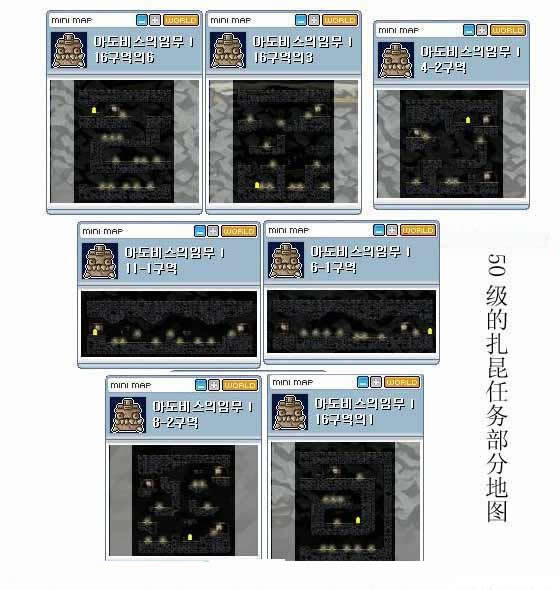 MINI MAP WORLD
아도비스의임무 1
16구역의6
MINI MAP WORLD
아도비스의임무 1
16구역의3
MINI MAP WORLD
아도비스의임무 1
4-2구역
MINI MAP WORLD
아도비스의임무 1
11-1구역
MINI MAP WORLD
아도비스의임무 1
6-1구역
MINI MAP WORLD
아도비스의임무 1
8-2구역
MINI MAP WORLD
아도비스의임무 1
16구역의1
50 级的扎昆任务部分地图